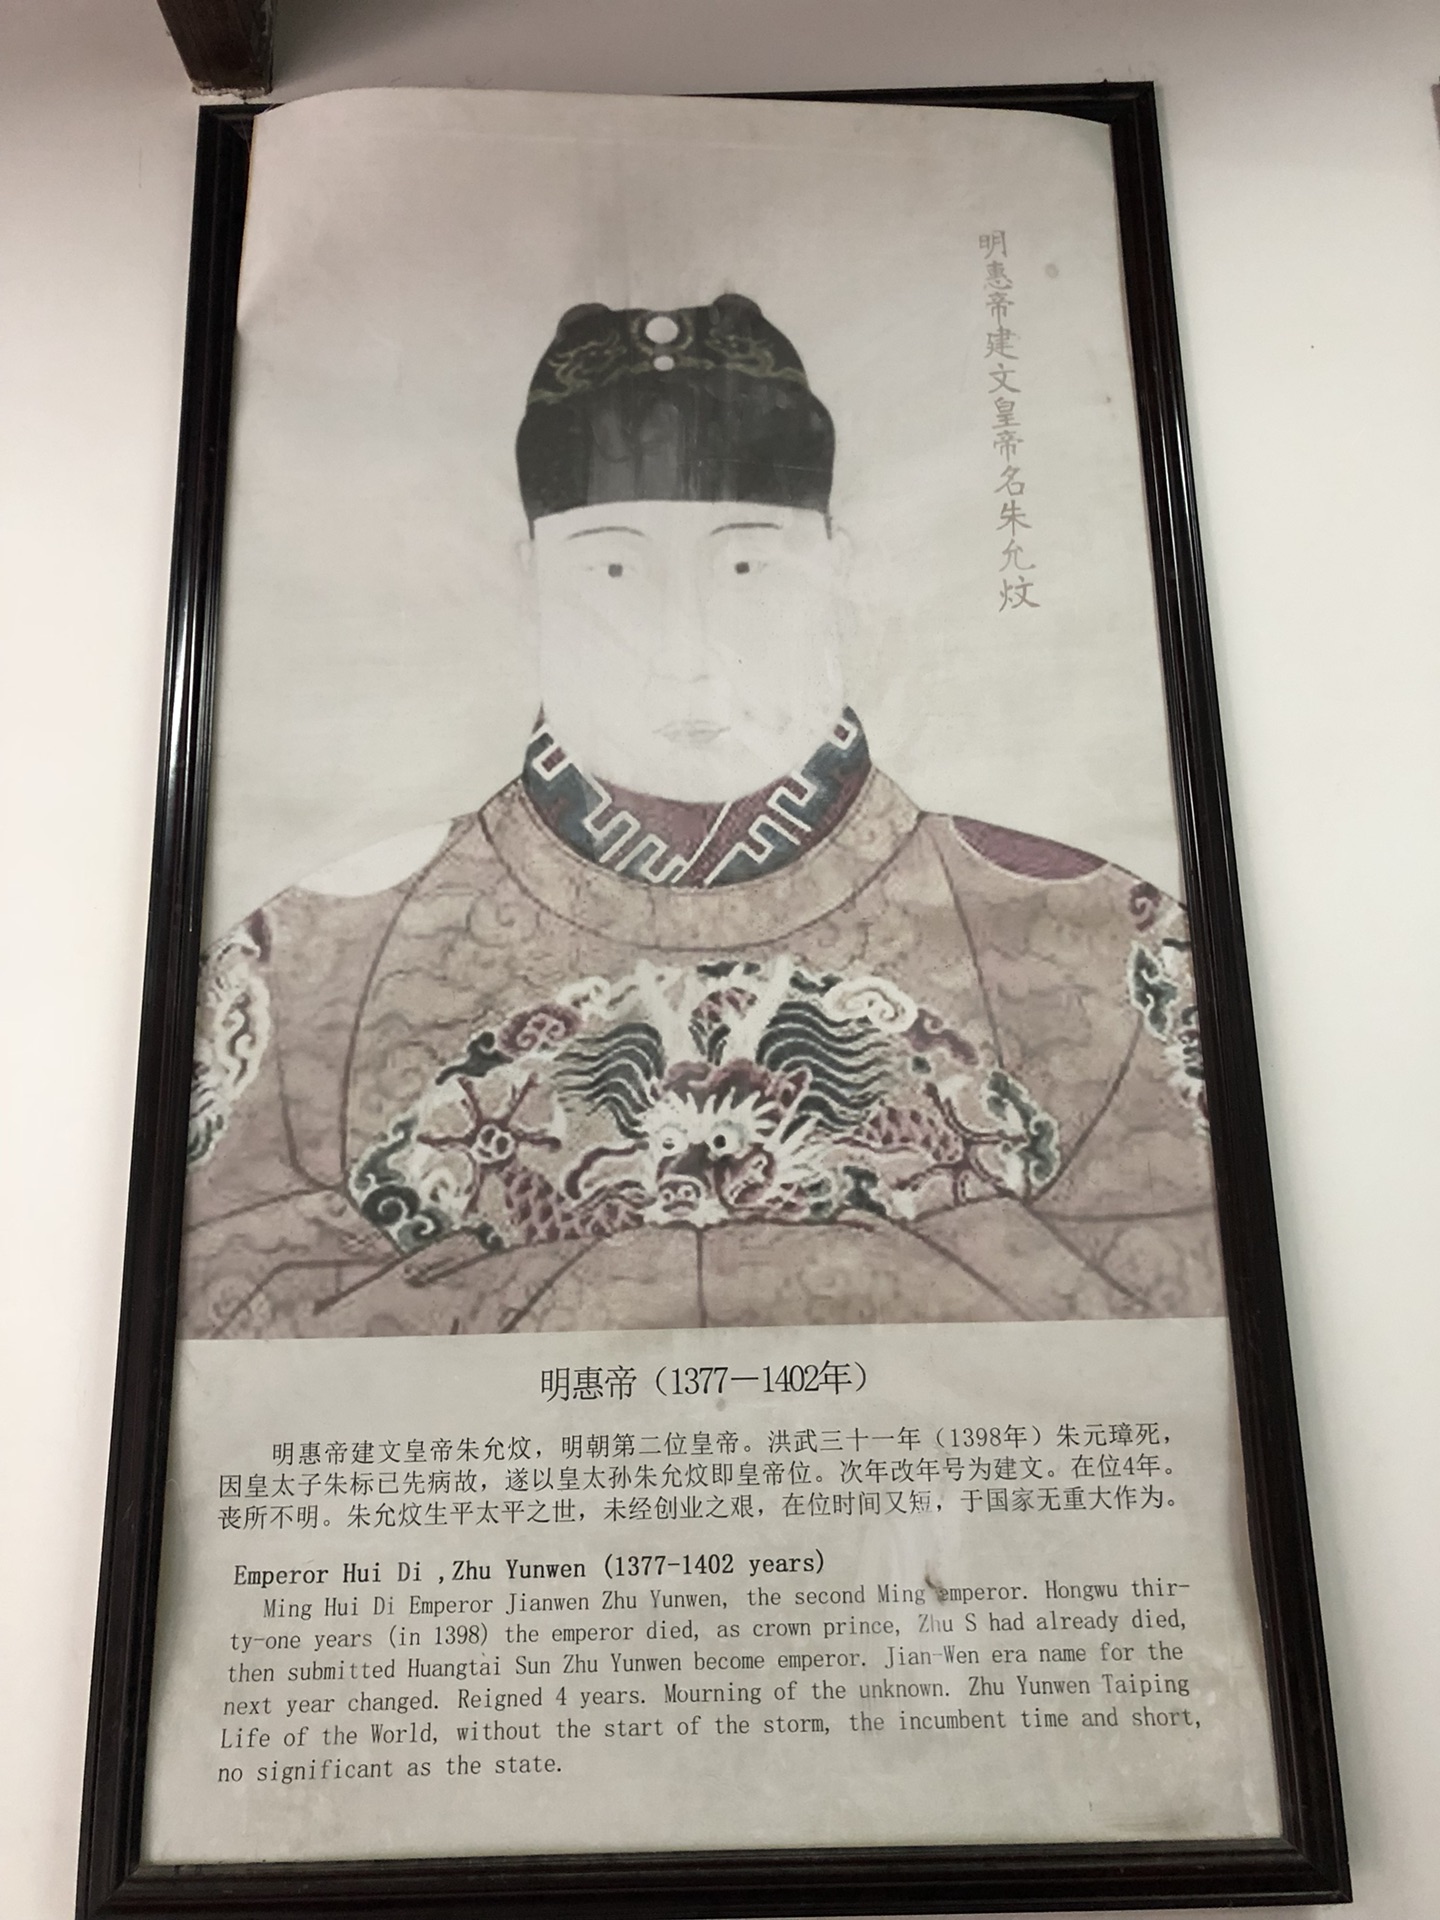 明惠帝建文皇帝名朱允炆
明惠帝（1377—1402年）
明惠帝建文皇帝朱允炆，明朝第二位皇帝。洪武三十一年（1398年）朱元璋死，
因皇太子朱标已先病故，遂以皇太孙朱允炆即皇帝位。次年改年号为建文。在位4年。
丧所不明。朱允炆生平太平之世，未经创业之艰，在位时间又短，于国家无重大作为。
Emperor Hui Di ,Zhu Yunwen (1377-1402 years)
Ming Hui Di Emperor Jianwen Zhu Yunwen, the second Ming emperor. Hongwu thir-
ty-one years (in 1398) the emperor died, as crown prince, Zhu S had already died,
then submitted Huangtai Sun Zhu Yunwen become emperor. Jian-Wen era name for the
next year changed. Reigned 4 years. Mourning of the unknown. Zhu Yunwen Taiping
Life of the World, without the start of the storm, the incumbent time and short,
no significant as the state.